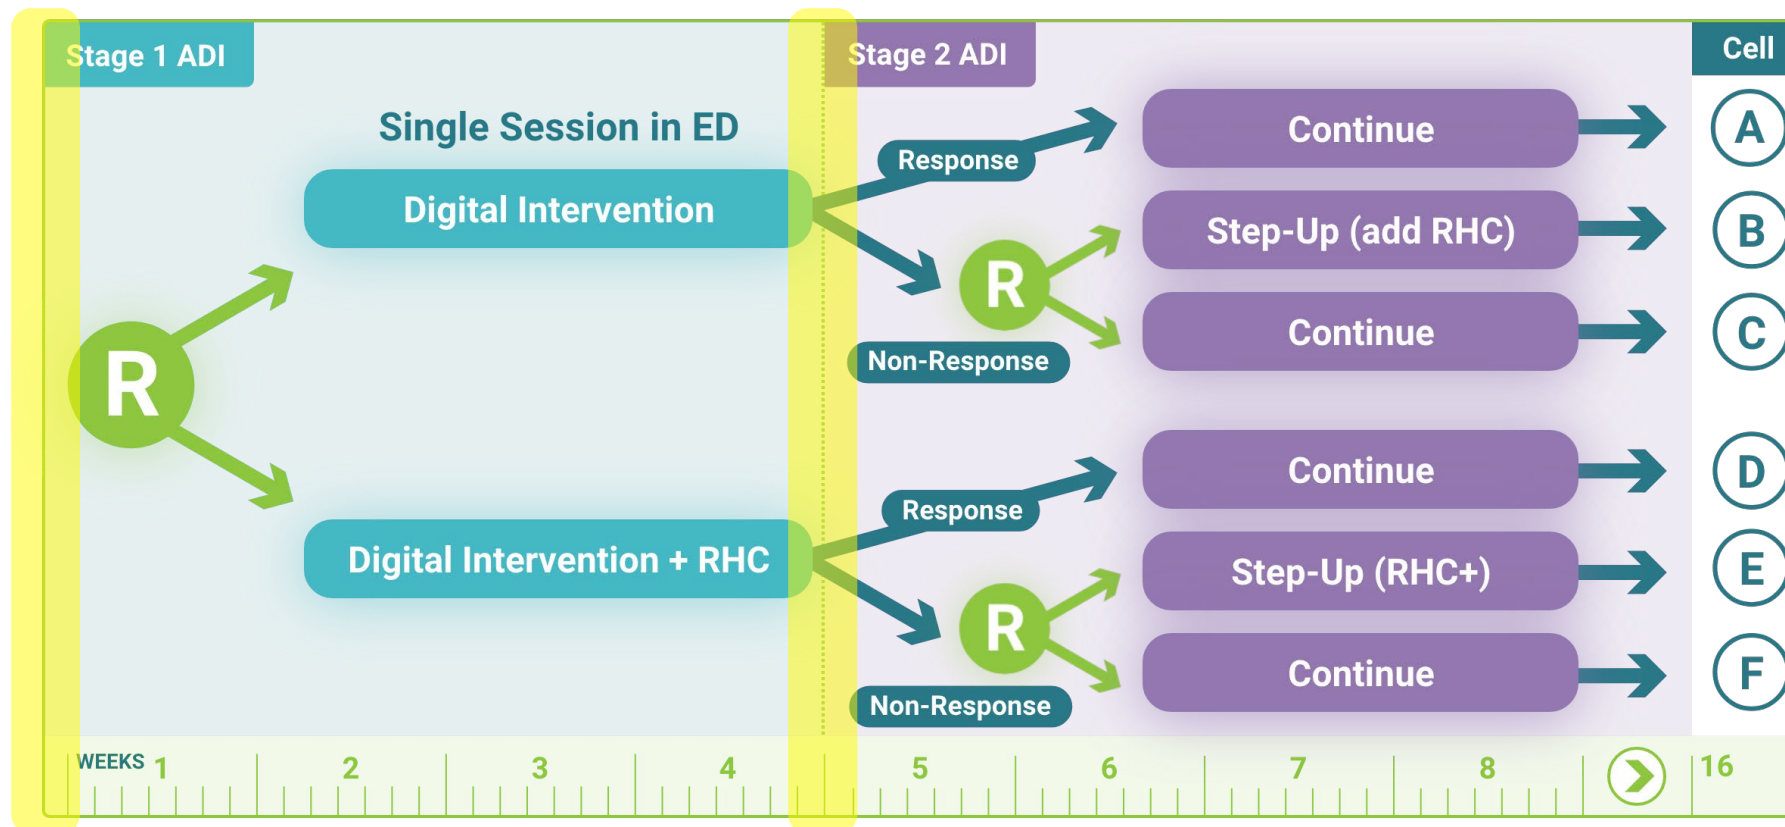 Stage 1 ADI
Stage 2 ADI
Cell
Single Session in ED
Digital Intervention
Response
Continue
A
Step-Up (add RHC)
B
R
Non-Response
Continue
C
R
Digital Intervention + RHC
Response
Continue
D
Step-Up (RHC+)
E
R
Non-Response
Continue
F
WEEKS 1 2 3 4 5 6 7 8 16